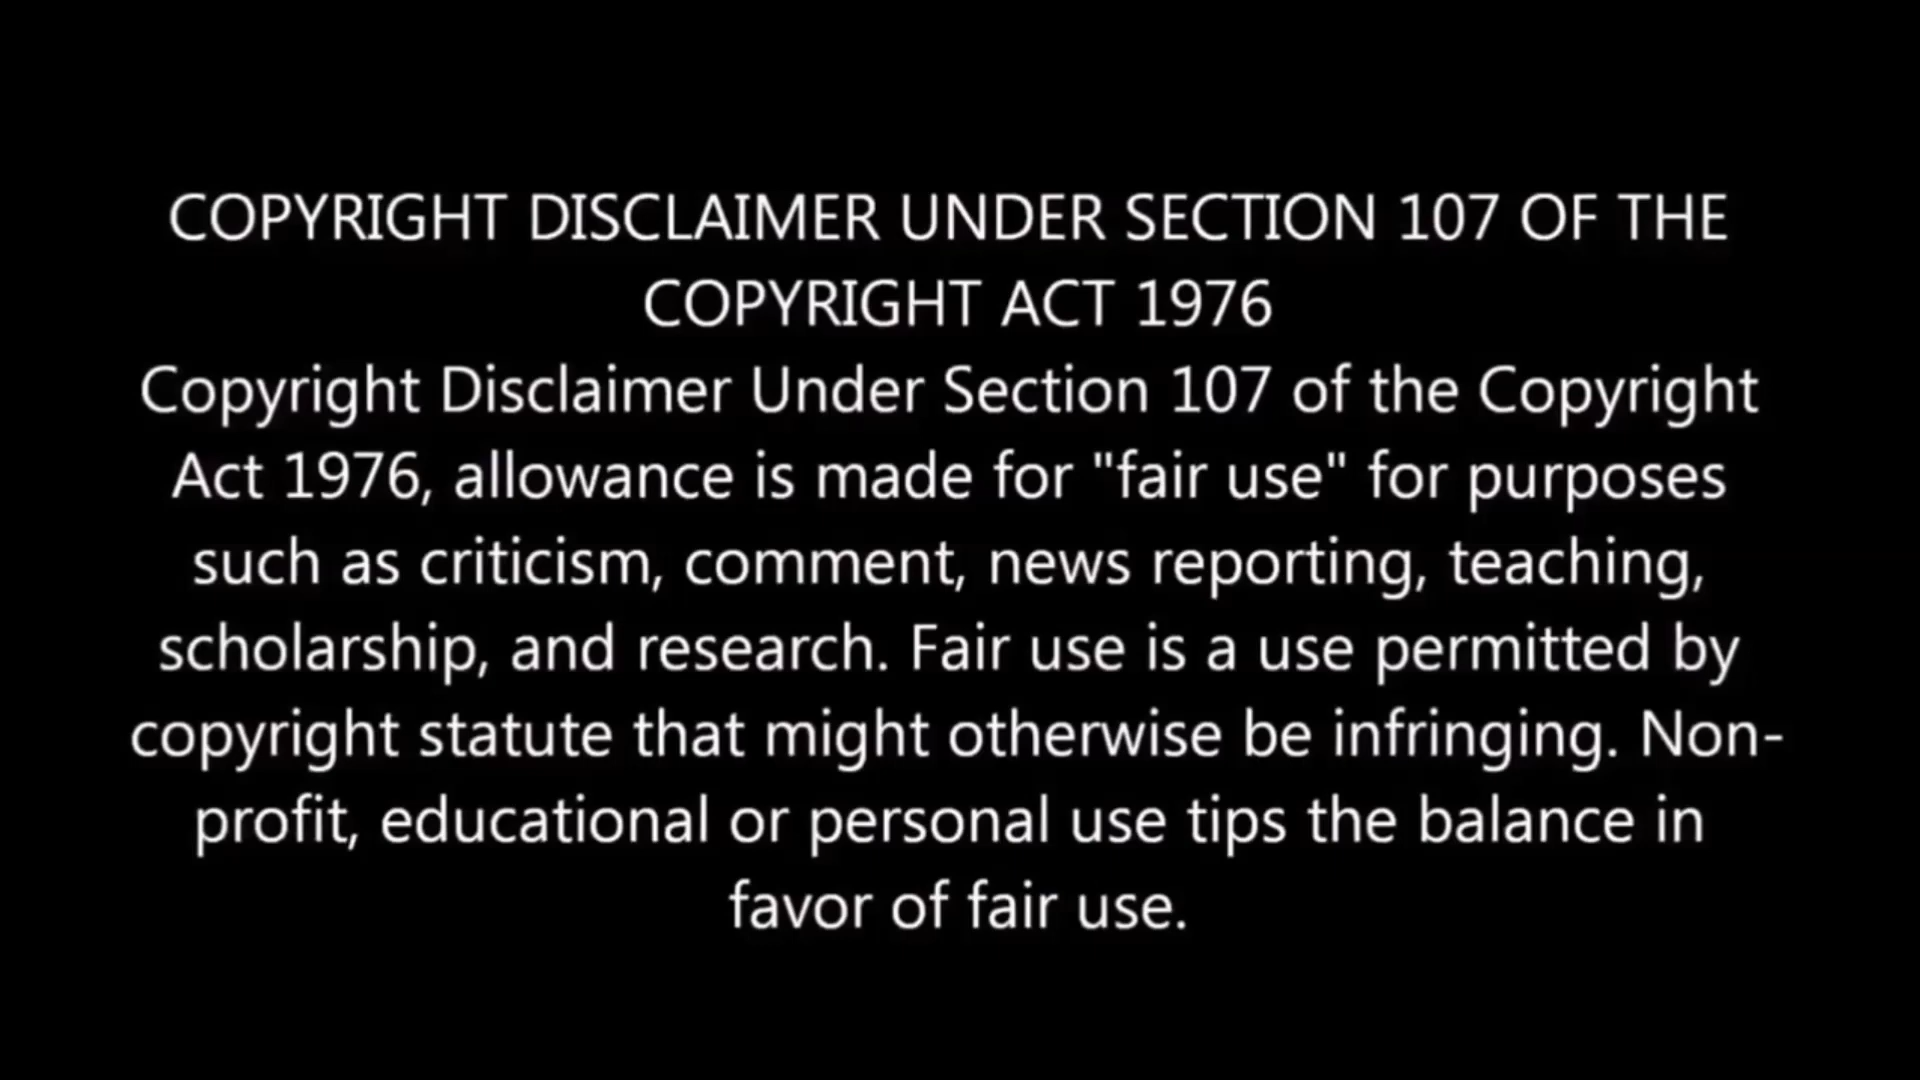 COPYRIGHT DISCLAIMER UNDER SECTION 107 OF THE
COPYRIGHT ACT 1976
Copyright Disclaimer Under Section 107 of the Copyright
Act 1976, allowance is made for "fair use" for purposes
such as criticism, comment, news reporting, teaching,
scholarship, and research. Fair use is a use permitted by
copyright statute that might otherwise be infringing. Non-
profit, educational or personal use tips the balance in
favor of fair use.